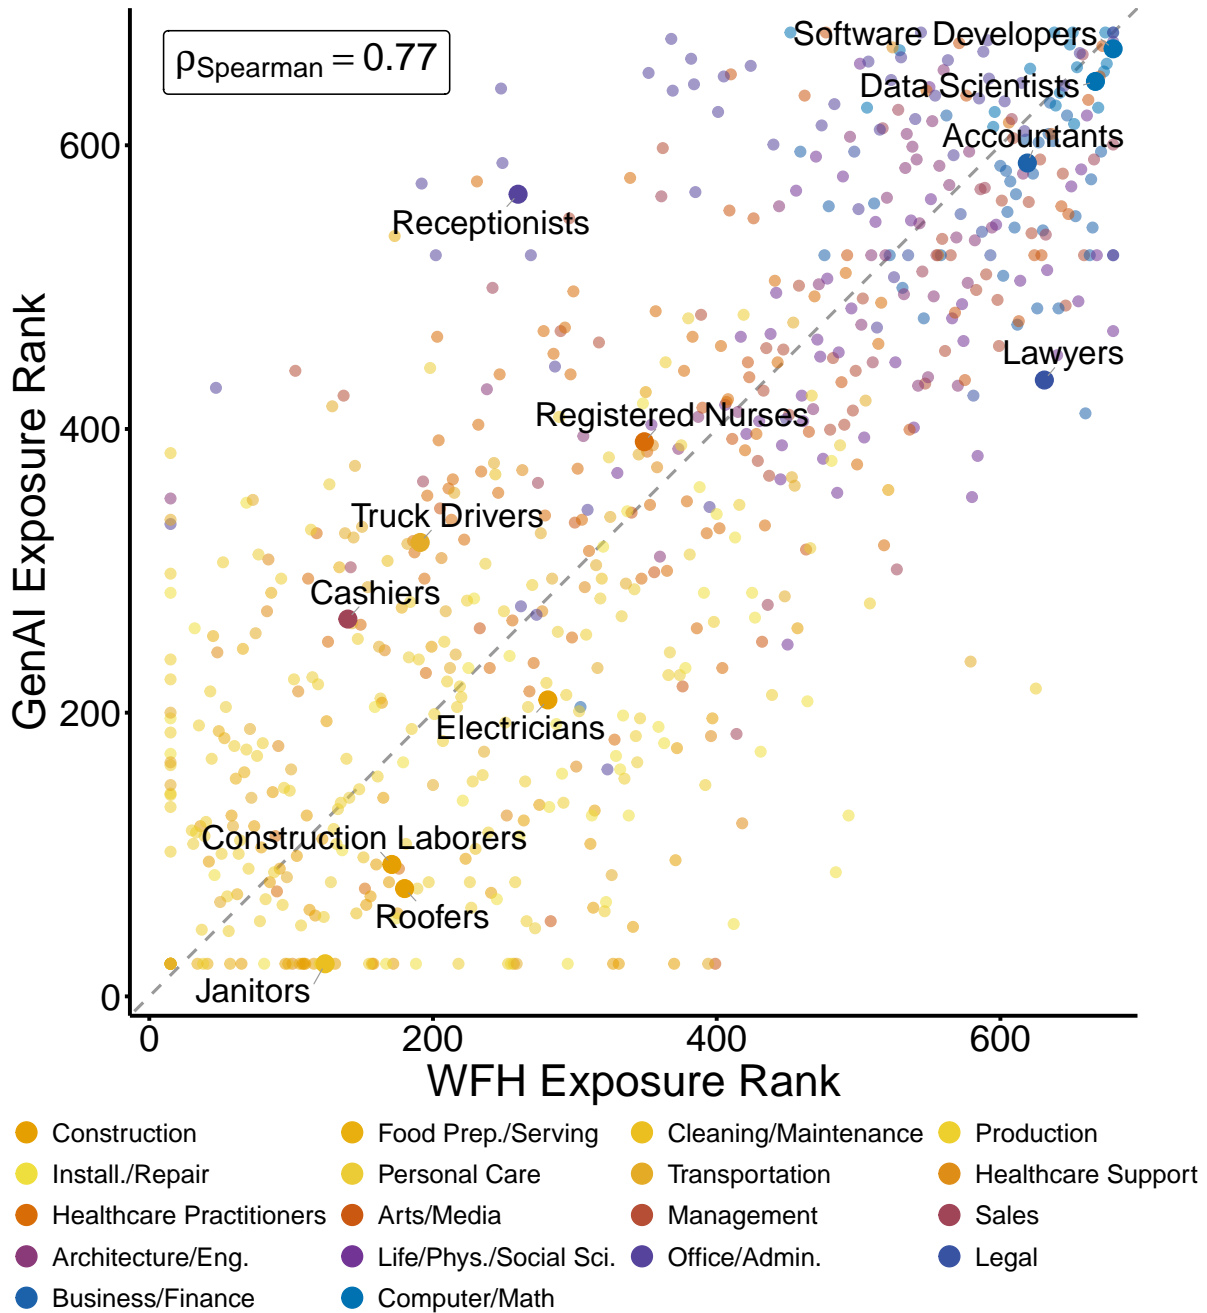 ρSpearman = 0.77
Software Developers
Data Scientists
Accountants
Receptionists
Lawyers
Registered Nurses
Truck Drivers
Cashiers
Electricians
Construction Laborers
Roofers
Janitors
GenAI Exposure Rank
600
400
200
0
0 200 400 600
WFH Exposure Rank
Construction Food Prep./Serving Cleaning/Maintenance Production
Install./Repair Personal Care Transportation Healthcare Support
Healthcare Practitioners Arts/Media Management Sales
Architecture/Eng. Life/Phys./Social Sci. Office/Admin. Legal
Business/Finance Computer/Math